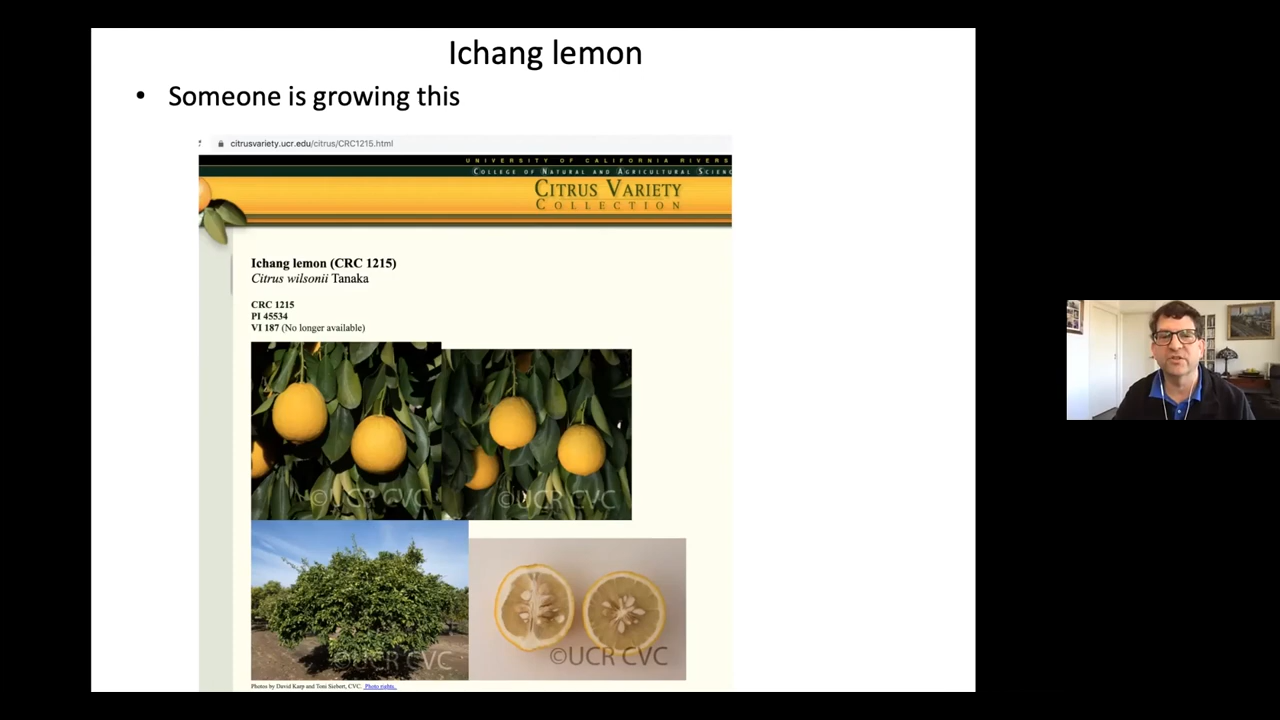 Ichang lemon
• Someone is growing this
citrusvariety.ucr.edu/citrus/CRC1215.html
UNIVERSITY OF CALIFORNIA RIVERS
COLLEGE OF NATURAL AND AGRICULTURAL SCIENC
CITRUS VARIETY
COLLECTION
Ichang lemon (CRC 1215)
Citrus wilsonii Tanaka
CRC 1215
PI 45534
VI 187 (No longer available)
©UCR CVC
©UCR CVC
©UCR CVC
©UCR CVC
Photos by David Karp and Toni Siebert, CVC. Photo rights.